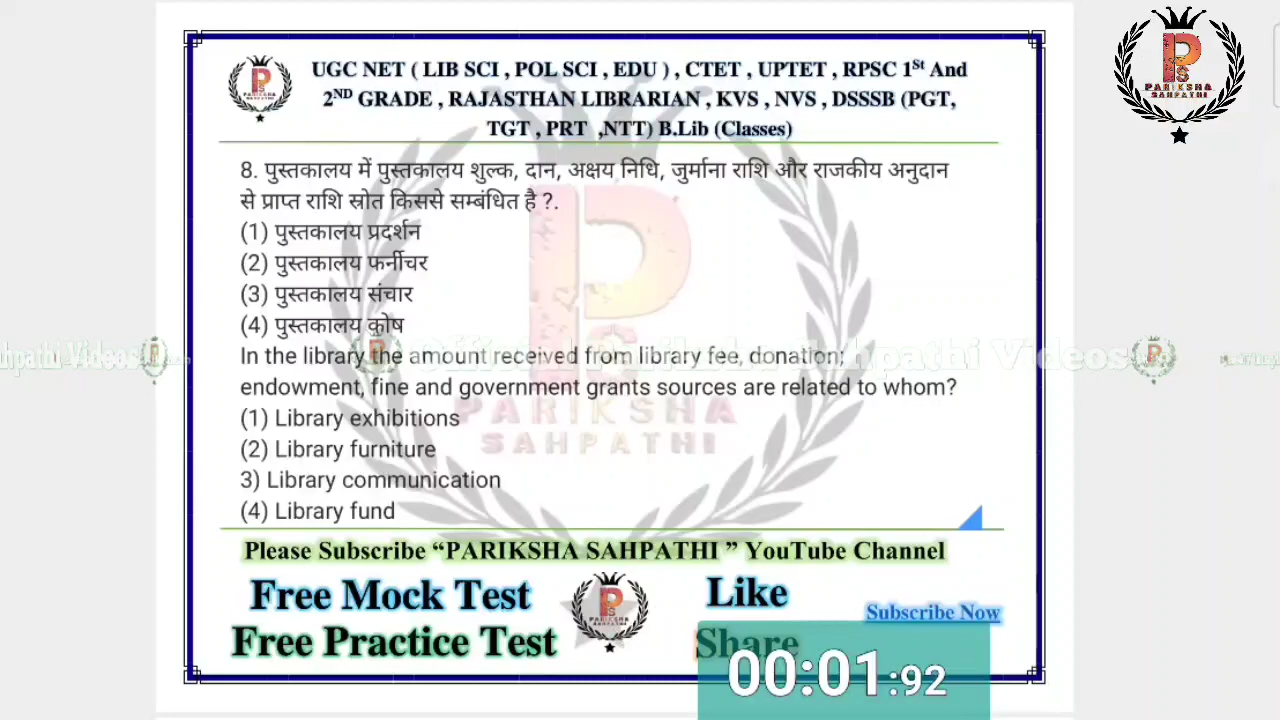 UGC NET ( LIB SCI , POL SCI , EDU ) , CTET , UPTET , RPSC 1St And
2ND GRADE , RAJASTHAN LIBRARIAN , KVS , NVS , DSSSB (PGT,
TGT , PRT ,NTT) B.Lib (Classes)
PS
PARIKSHA
SAHPATHI
8. पुस्तकालय में पुस्तकालय शुल्क, दान, अक्षय निधि, जुर्माना राशि और राजकीय अनुदान
से प्राप्त राशि स्रोत किससे सम्बंधित है ?.
(1) पुस्तकालय प्रदर्शन
(2) पुस्तकालय फर्नीचर
(3) पुस्तकालय संचार
(4) पुस्तकालय कोष
In the library the amount received from library fee, donation;
endowment, fine and government grants sources are related to whom?
(1) Library exhibitions
(2) Library furniture
3) Library communication
(4) Library fund
PARIKSHA
SAHPATHI
Please Subscribe “PARIKSHA SAHPATHI ” YouTube Channel
Free Mock Test
Like
Subscribe Now
Free Practice Test
Share
00:01:92